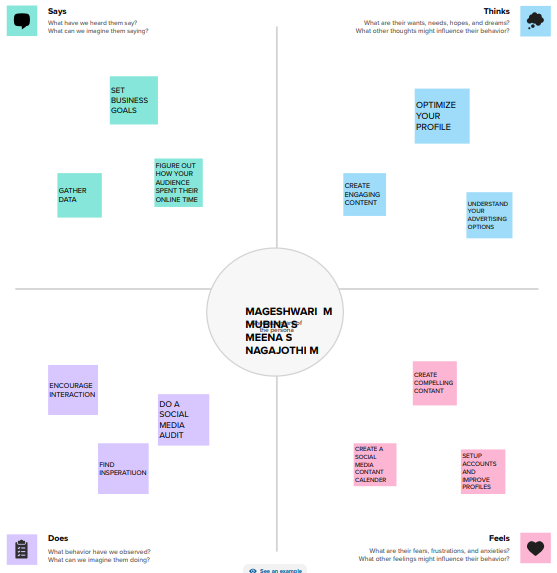 Says
What have we heard them say?
What can we imagine them saying?
Thinks
What are their wants, needs, hopes, and dreams?
What other thoughts might influence their behavior?
SET
BUSINESS
GOALS
GATHER
DATA
FIGURE OUT
HOW YOUR
AUDIENCE
SPENT THEIR
ONLINE TIME
OPTIMIZE
YOUR
PROFILE
CREATE
ENGAGING
CONTENT
UNDERSTAND
YOUR
ADVERTISING
OPTIONS
MAGESHWARI M
MUBINA S
the persona
MEENA S
NAGAJOTHI M
ENCOURAGE
INTERACTION
DO A
SOCIAL
MEDIA
AUDIT
FIND
INSPERATIUON
CREATE
COMPELLING
CONTANT
CREATE A
SOCIAL
MEDIA
CONTANT
CALENDER
SETUP
ACCOUNTS
AND
IMPROVE
PROFILES
Does
What behavior have we observed?
What can we imagine them doing?
Feels
What are their fears, frustrations, and anxieties?
What other feelings might influence their behavior?
See an example